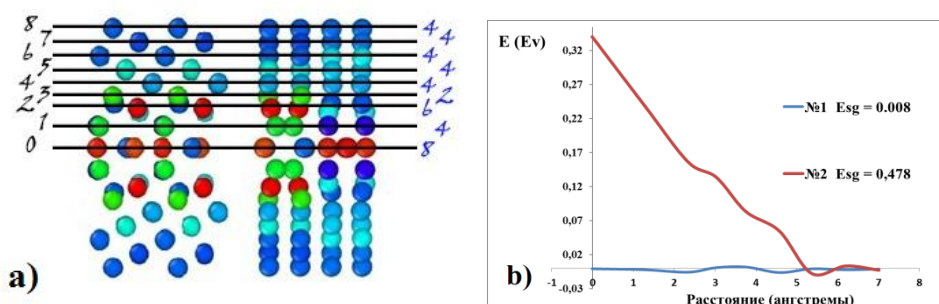 8 4
7 4
6 4
5 4
4 4
3 2
2 6
1 4
0 8
a)
E (Ev)
0,32
0,27
0,22
0,17
0,12
0,07
0,02
-0,03
-1 0 1 2 3 4 5 6 7 8
Расстояние (ангстремы)
№1 Esg = 0.008
№2 Esg = 0,478
b)